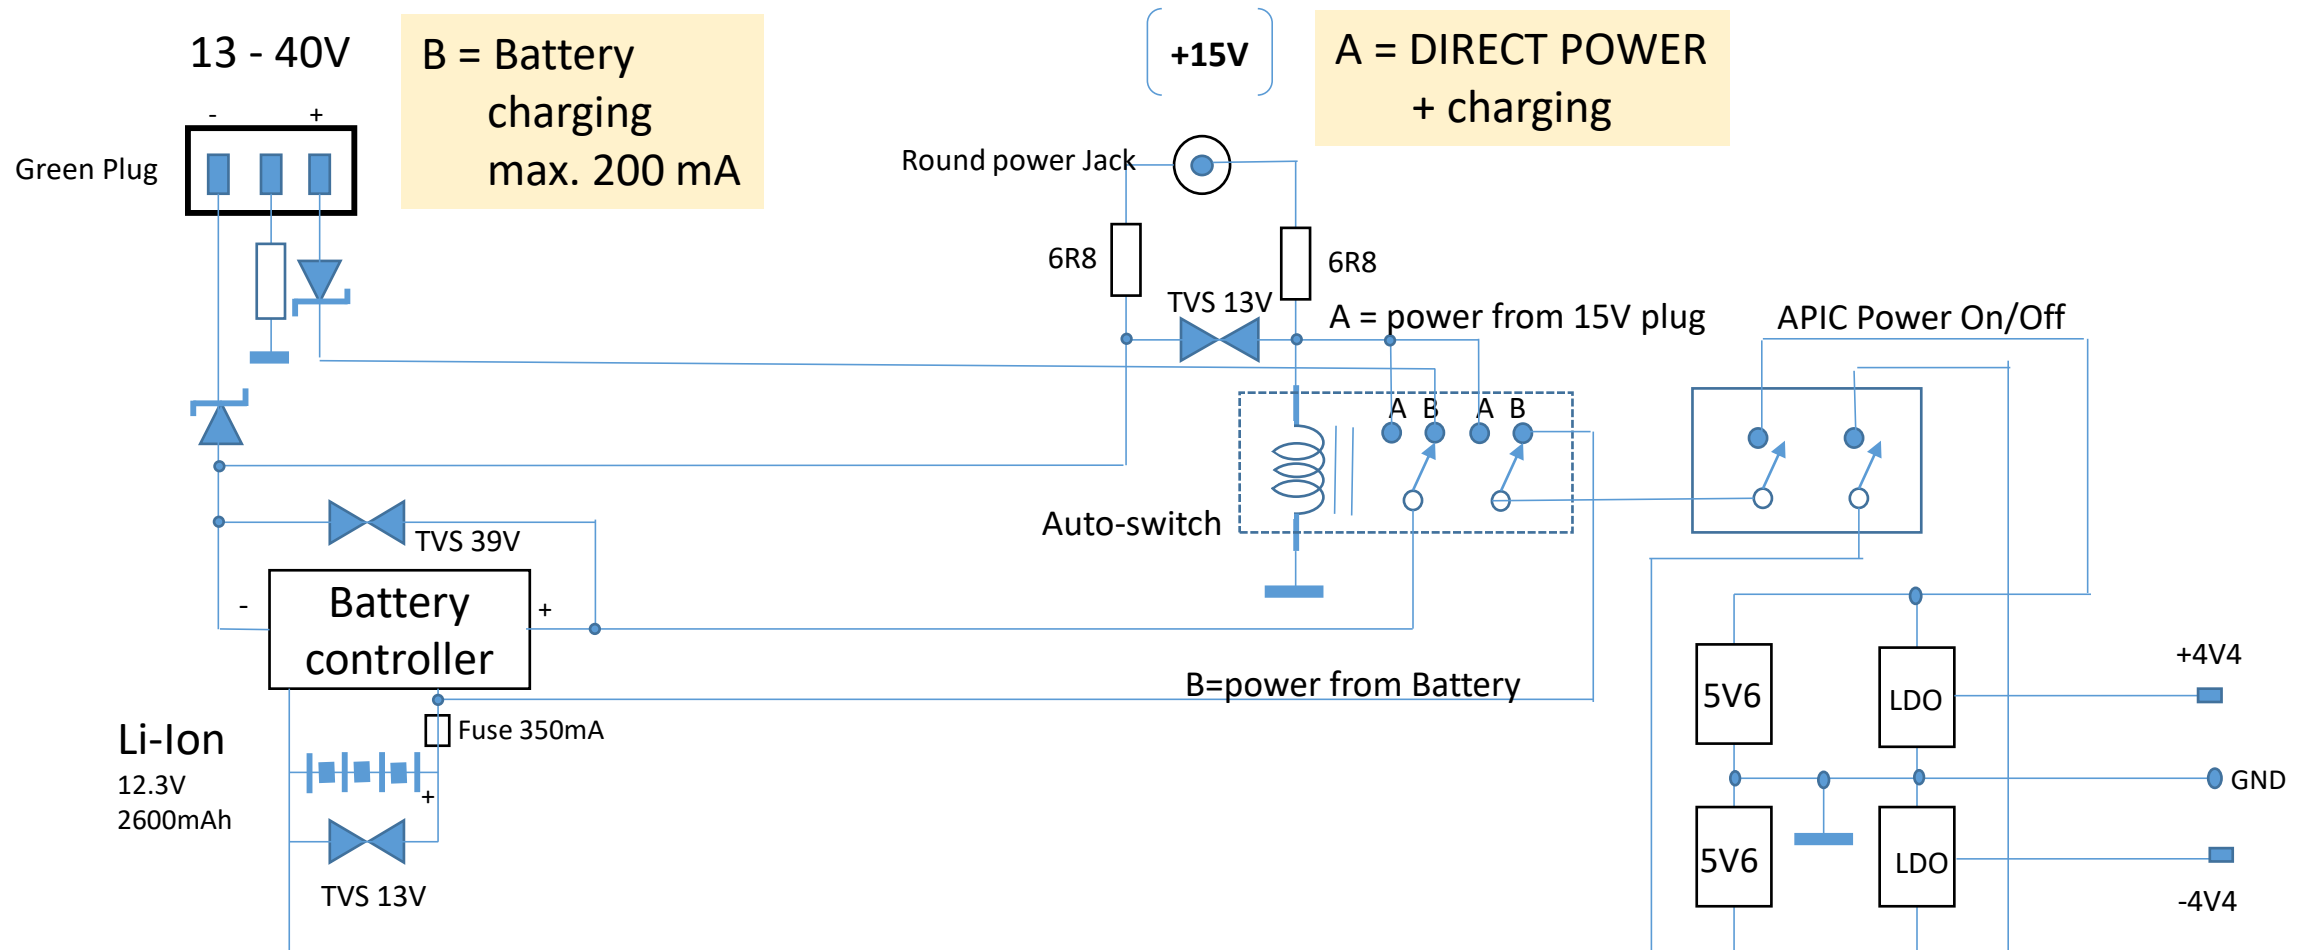 13 - 40V
B = Battery
charging
max. 200 mA
+15V
A = DIRECT POWER
+ charging
- +
Green Plug
Round power Jack
6R8
6R8
TVS 13V
A = power from 15V plug
APIC Power On/Off
A B A B
Auto-switch
TVS 39V
- +
Battery
controller
B=power from Battery
Fuse 350mA
Li-Ion
12.3V
2600mAh
+
TVS 13V
5V6
LDO
+4V4
GND
5V6
LDO
-4V4